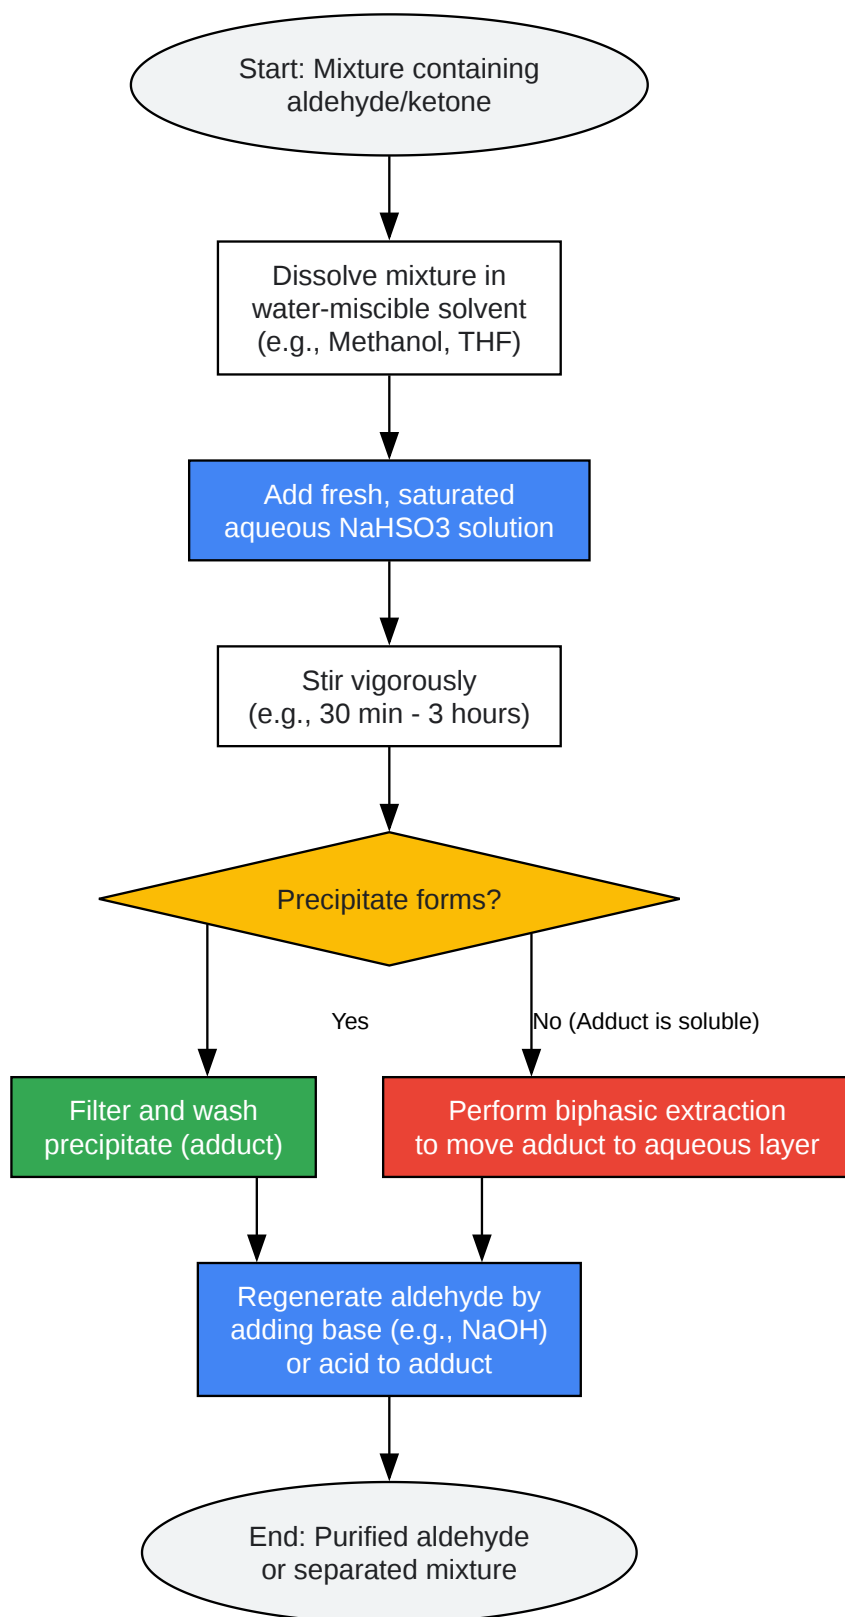 Start: Mixture containing
aldehyde/ketone
Dissolve mixture in
water-miscible solvent
(e.g., Methanol, THF)
Add fresh, saturated
aqueous NaHSO3 solution
Stir vigorously
(e.g., 30 min - 3 hours)
Precipitate forms?
Yes
No (Adduct is soluble)
Filter and wash
precipitate (adduct)
Perform biphasic extraction
to move adduct to aqueous layer
Regenerate aldehyde by
adding base (e.g., NaOH)
or acid to adduct
End: Purified aldehyde
or separated mixture